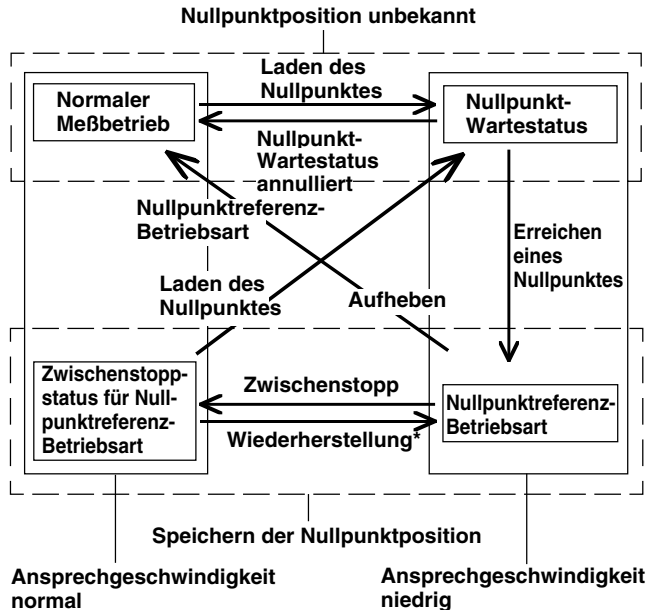 Nullpunktposition unbekannt
Laden des
Nullpunktes
Normaler
Meßbetrieb
Nullpunkt-
Wartestatus
Nullpunkt-
Wartestatus
annulliert
Nullpunktreferenz-
Betriebsart
Erreichen
eines
Nullpunktes
Laden des
Nullpunktes
Aufheben
Zwischenstopp-
status für Null-
punktreferenz-
Betriebsart
Zwischenstopp
Wiederherstellung*
Nullpunktreferenz-
Betriebsart
Speichern der Nullpunktposition
Ansprechgeschwindigkeit
normal
Ansprechgeschwindigkeit
niedrig